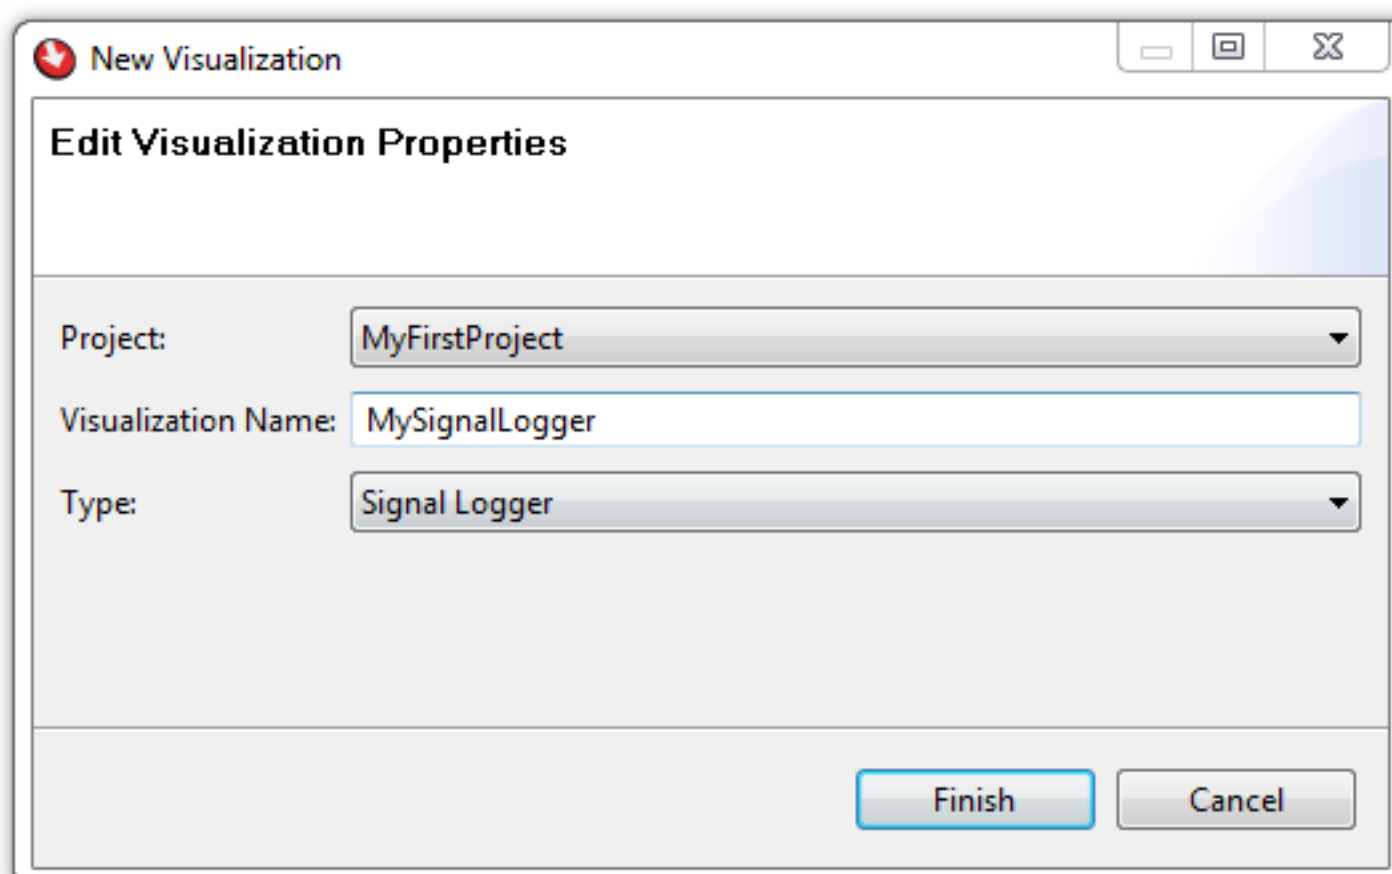 New Visualization
Edit Visualization Properties
Project: MyFirstProject
Visualization Name: MySignalLogger
Type: Signal Logger
Finish Cancel